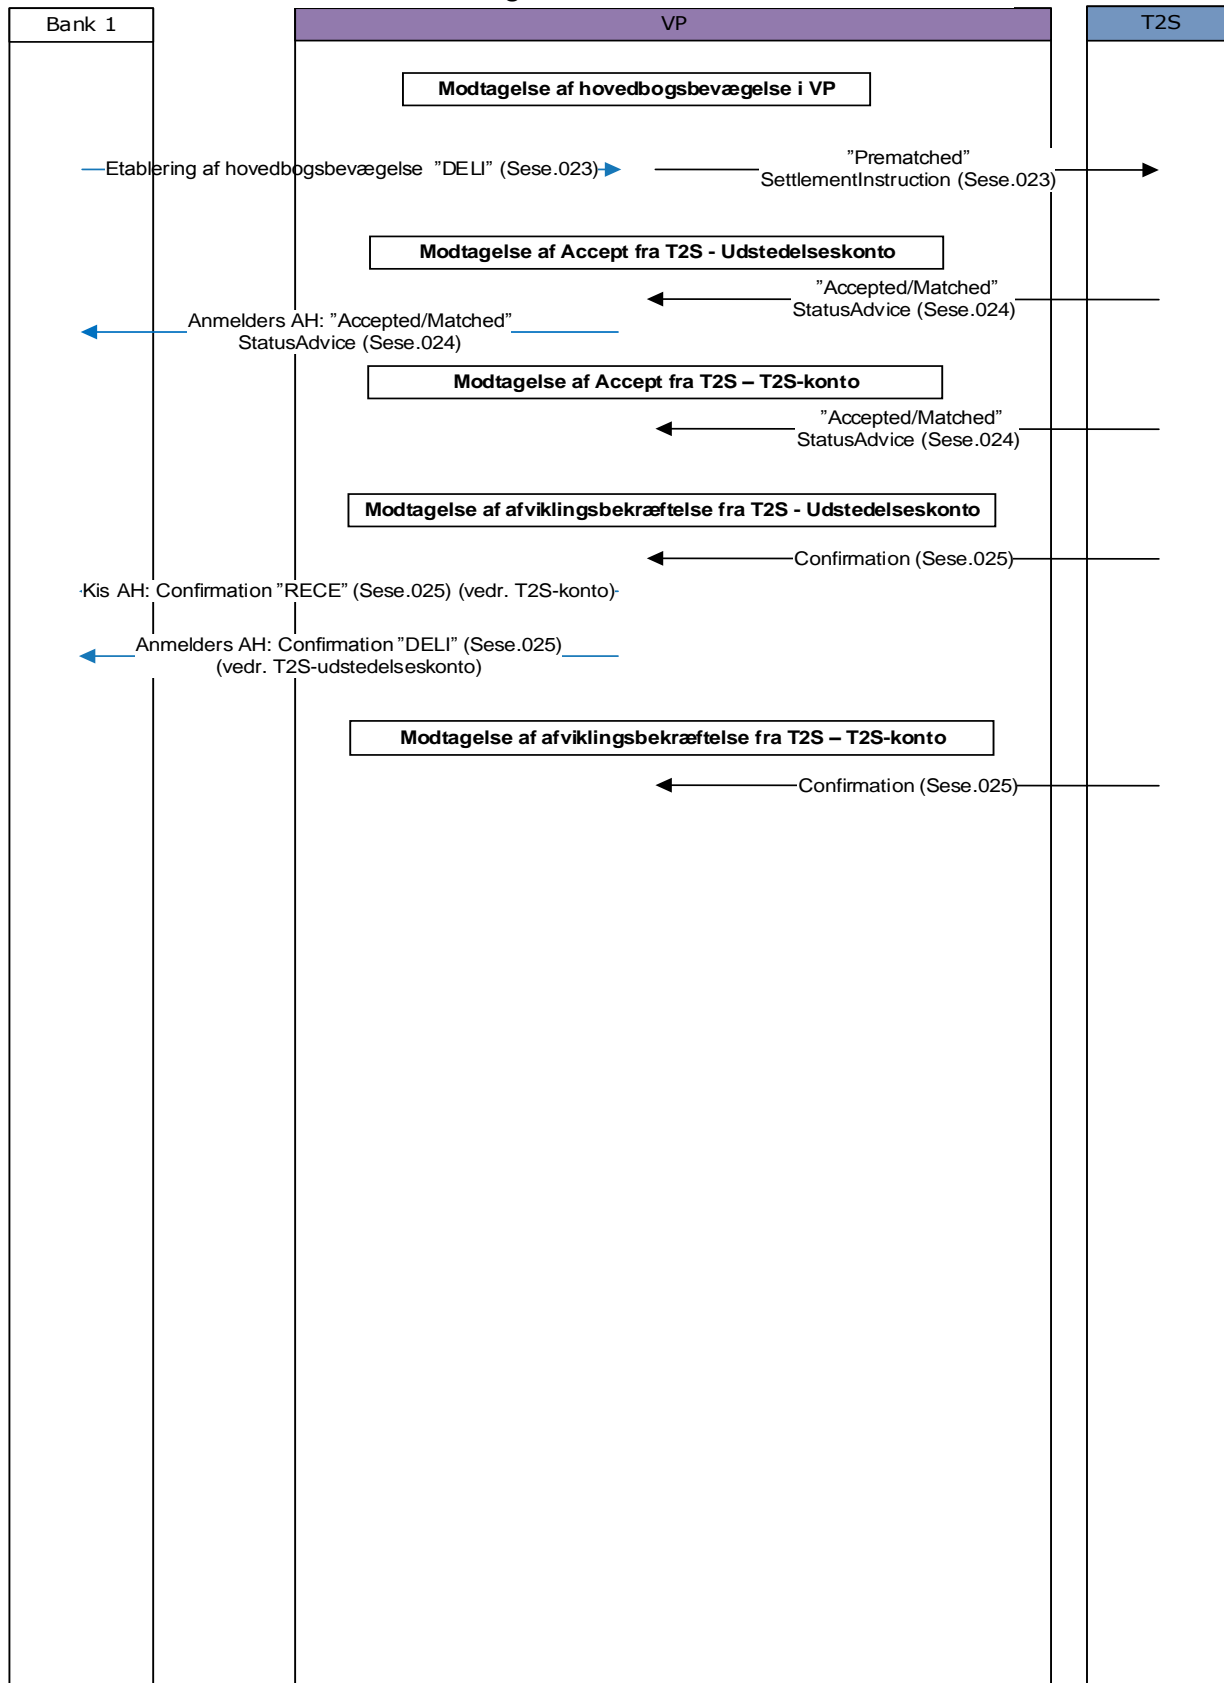 Bank 1
VP
T2S
Modtagelse af hovedbogsbevægelse i VP
Etablering af hovedbogsbevægelse "DELI" (Sese.023)
"Prematched"
SettlementInstruction (Sese.023)
Modtagelse af Accept fra T2S - Udstedelseskonto
"Accepted/Matched"
StatusAdvice (Sese.024)
Anmelders AH: "Accepted/Matched"
StatusAdvice (Sese.024)
Modtagelse af Accept fra T2S – T2S-konto
"Accepted/Matched"
StatusAdvice (Sese.024)
Modtagelse af afviklingsbekræftelse fra T2S - Udstedelseskonto
Confirmation (Sese.025)
Kis AH: Confirmation "RECE" (Sese.025) (vedr. T2S-konto)
Anmelders AH: Confirmation "DELI" (Sese.025)
(vedr. T2S-udstedelseskonto)
Modtagelse af afviklingsbekræftelse fra T2S – T2S-konto
Confirmation (Sese.025)